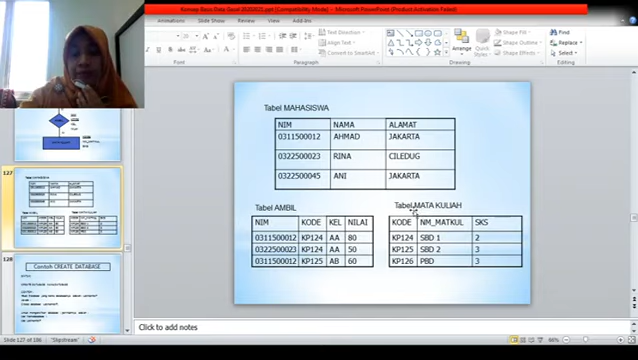 Konsep Basis Data Gasal 20202021.ppt [Compatibility Mode] - Microsoft PowerPoint (Product Activation Failed)
Animations Slide Show Review View Add-Ins
Text Direction
Align Text
Convert to SmartArt
Arrange
Quick Styles
Shape Fill
Shape Outline
Shape Effects
Find
Replace
Select
Font
Paragraph
Drawing
Editing
Tabel MAHASISWA
NIM NAMA ALAMAT
0311500012 AHMAD JAKARTA
0322500023 RINA CILEDUG
0322500045 ANI JAKARTA
Tabel AMBIL
NIM KODE KEL NILAI
0311500012 KP124 AA 80
0322500023 KP124 AA 50
0311500012 KP125 AB 60
Tabel MATA KULIAH
KODE NM_MATKUL SKS
KP124 SBD 1 2
KP125 SBD 2 3
KP126 PBD 3
127
128
Contoh CREATE DATABASE
Click to add notes
Slide 127 of 186
"Slipstream"
66%